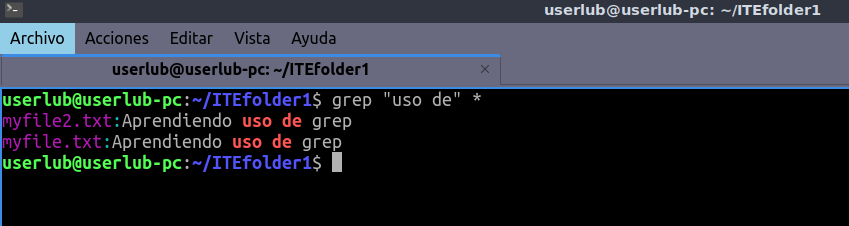 userlub@userlub-pc: ~/ITEfolder1
Archivo Acciones Editar Vista Ayuda
userlub@userlub-pc: ~/ITEfolder1 ×
userlub@userlub-pc:~/ITEfolder1$ grep "uso de" *
myfile2.txt:Aprendiendo uso de grep
myfile.txt:Aprendiendo uso de grep
userlub@userlub-pc:~/ITEfolder1$